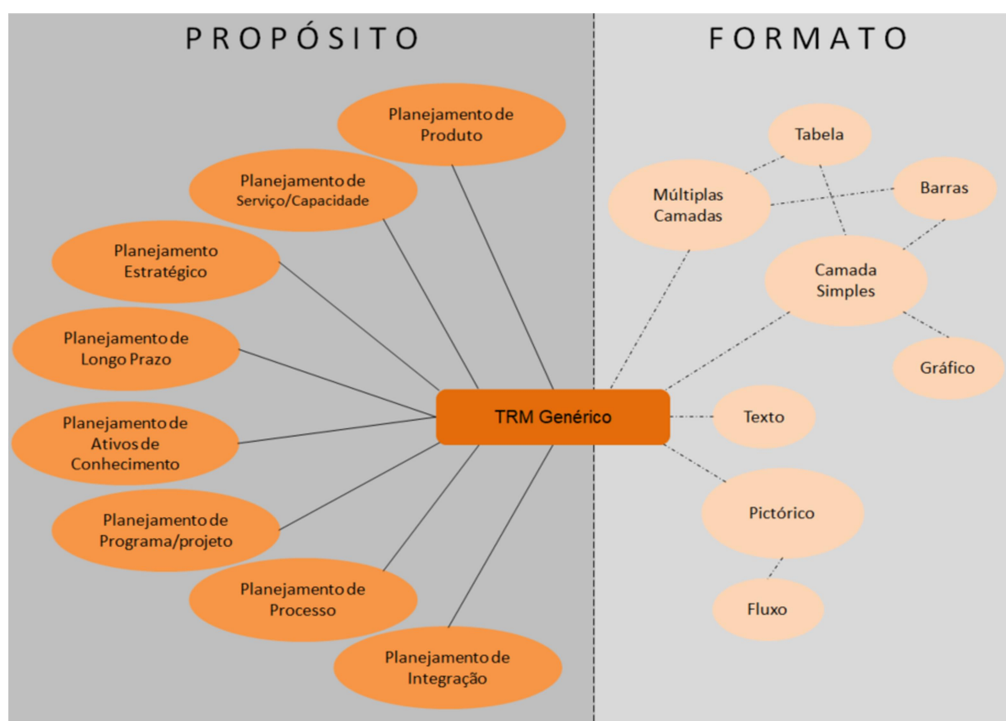 PROPÓSITO
FORMATO
Planejamento de
Produto
Planejamento de
Serviço/Capacidade
Planejamento
Estratégico
Planejamento de
Longo Prazo
Planejamento de
Ativos de
Conhecimento
Planejamento de
Programa/projeto
Planejamento de
Processo
Planejamento de
Integração
TRM Genérico
Tabela
Múltiplas
Camadas
Barras
Camada
Simples
Gráfico
Texto
Pictórico
Fluxo